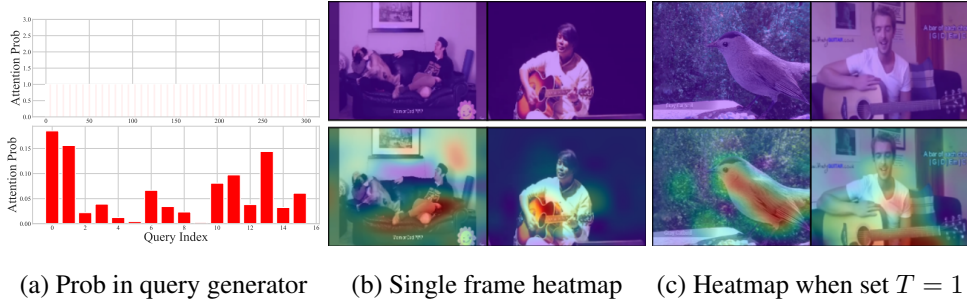 Attention Prob
3.0
2.5
2.0
1.5
1.0
0.5
0.0
0 50 100 150 200 250 300
Attention Prob
0.15
0.10
0.05
0.00
0 2 4 6 8 10 12 14 16
Query Index
(a) Prob in query generator
(b) Single frame heatmap
(c) Heatmap when set T = 1